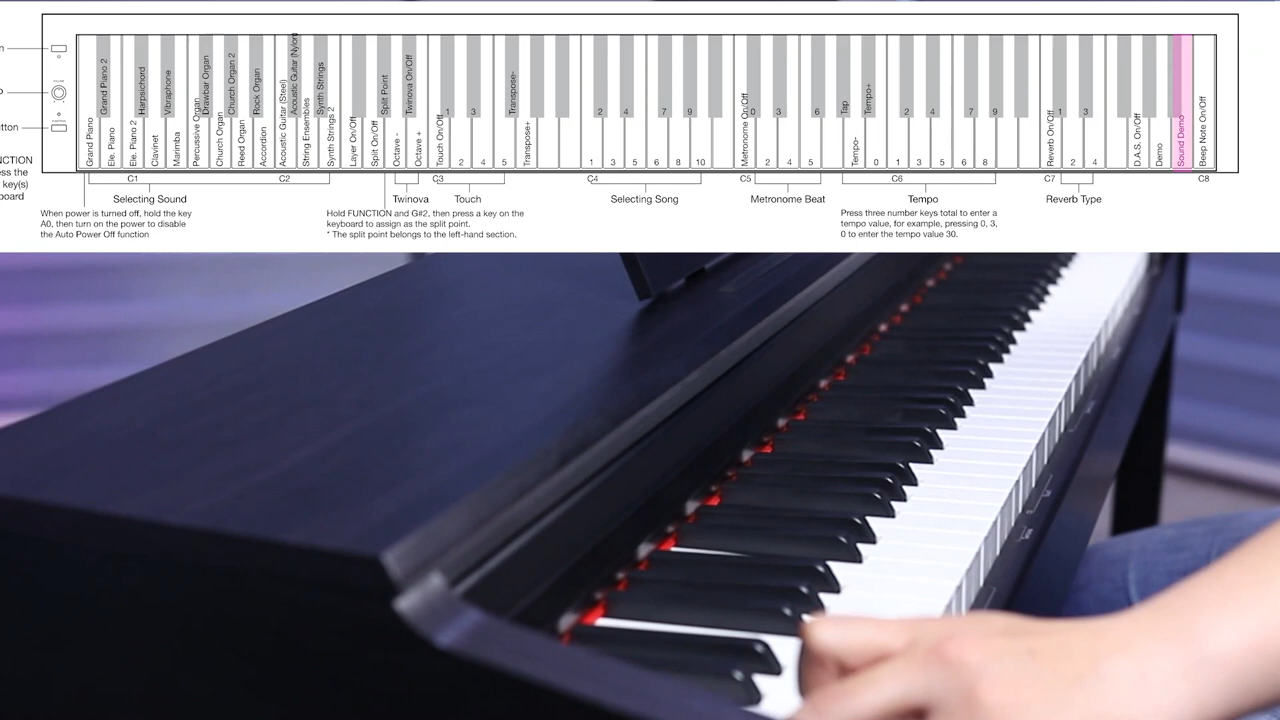 Grand Piano
Grand Piano 2
Ele. Piano
Ele. Piano 2
Harpsichord
Clavinet
Vibraphone
Marimba
Percussive Organ
Drawbar Organ
Church Organ
Church Organ 2
Reed Organ
Rock Organ
Accordion
Acoustic Guitar (Steel)
Acoustic Guitar (Nylon)
String Ensembles
Synth Strings
Synth Strings 2
Layer On/Off
Split On/Off
Split Point
Octave -
Twinova On/Off
Octave +
Touch On/Off
1
2
3
4
5
Transpose-
Transpose+
1
2
3
4
5
6
7
8
9
10
Metronome On/Off
0
2
3
4
5
6
Tap
Tempo-
Tempo+
0
1
2
3
4
5
6
7
8
9
Reverb On/Off
1
2
3
4
D.A.S. On/Off
Demo
Sound Demo
Beep Note On/Off
utton
NCTION
ess the
key(s)
board
C1
C2
C3
C4
C5
C6
C7
C8
Selecting Sound
Twinova
Touch
Selecting Song
Metronome Beat
Tempo
Reverb Type
When power is turned off, hold the key
A0, then turn on the power to disable
the Auto Power Off function
Hold FUNCTION and G#2, then press a key on the
keyboard to assign as the split point.
* The split point belongs to the left-hand section.
Press three number keys total to enter a
tempo value, for example, pressing 0, 3,
0 to enter the tempo value 30.